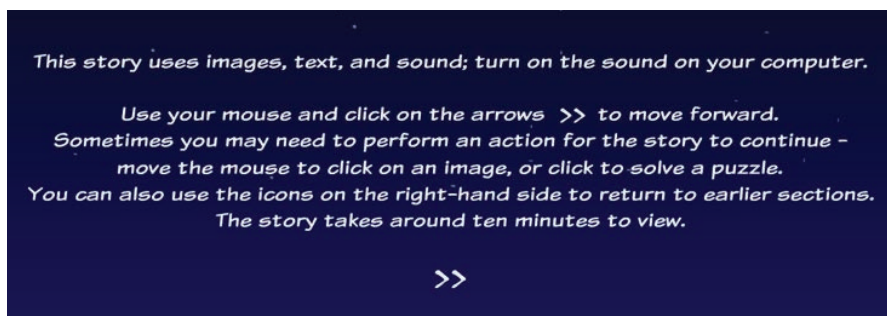 This story uses images, text, and sound; turn on the sound on your computer.
Use your mouse and click on the arrows >> to move forward.
Sometimes you may need to perform an action for the story to continue -
move the mouse to click on an image, or click to solve a puzzle.
You can also use the icons on the right-hand side to return to earlier sections.
The story takes around ten minutes to view.
>>